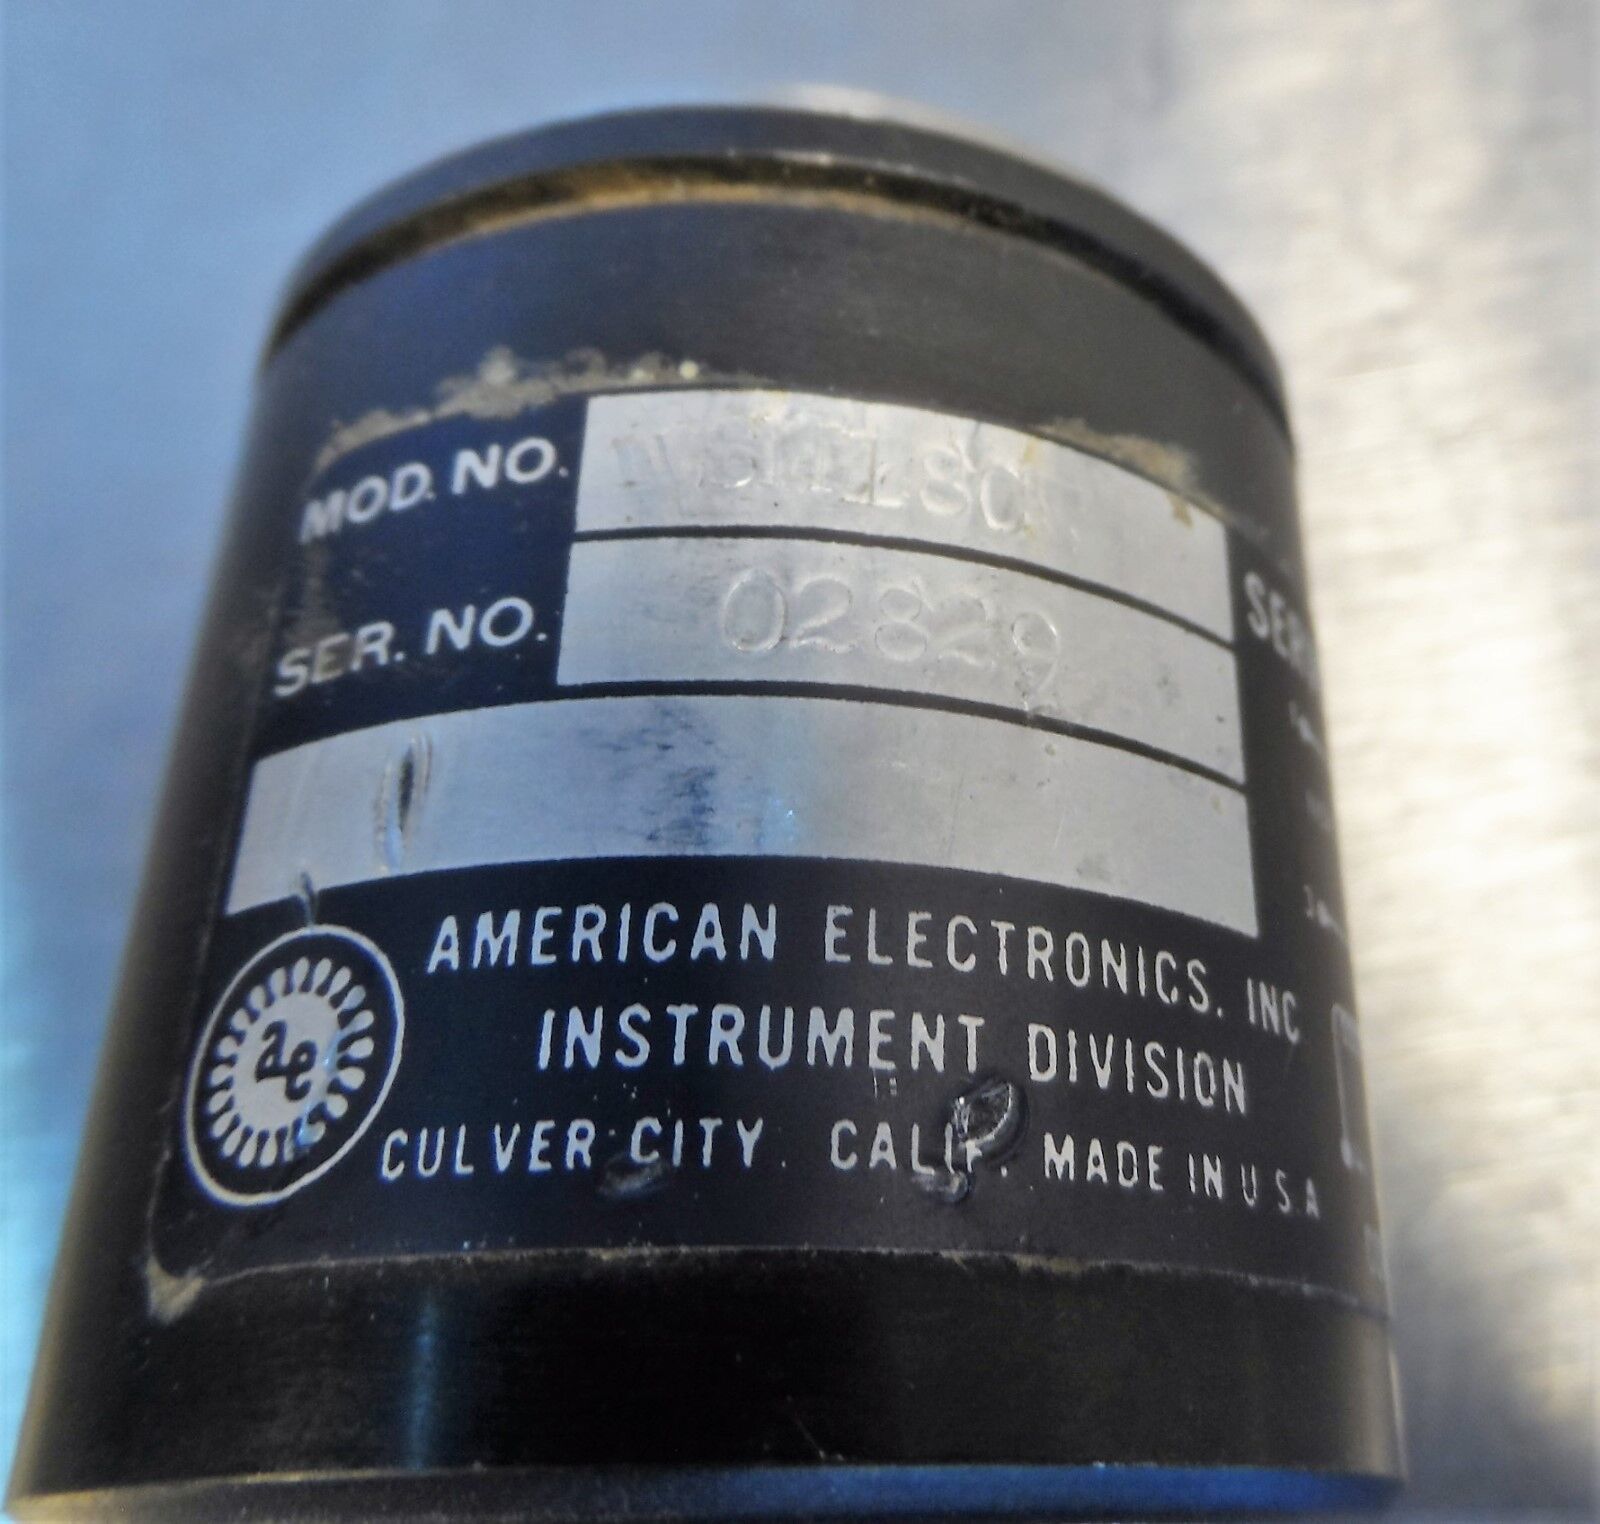 MOD. NO.
SER. NO. 02829
AMERICAN ELECTRONICS, INC.
INSTRUMENT DIVISION
CULVER CITY. CALIF. MADE IN U.S.A